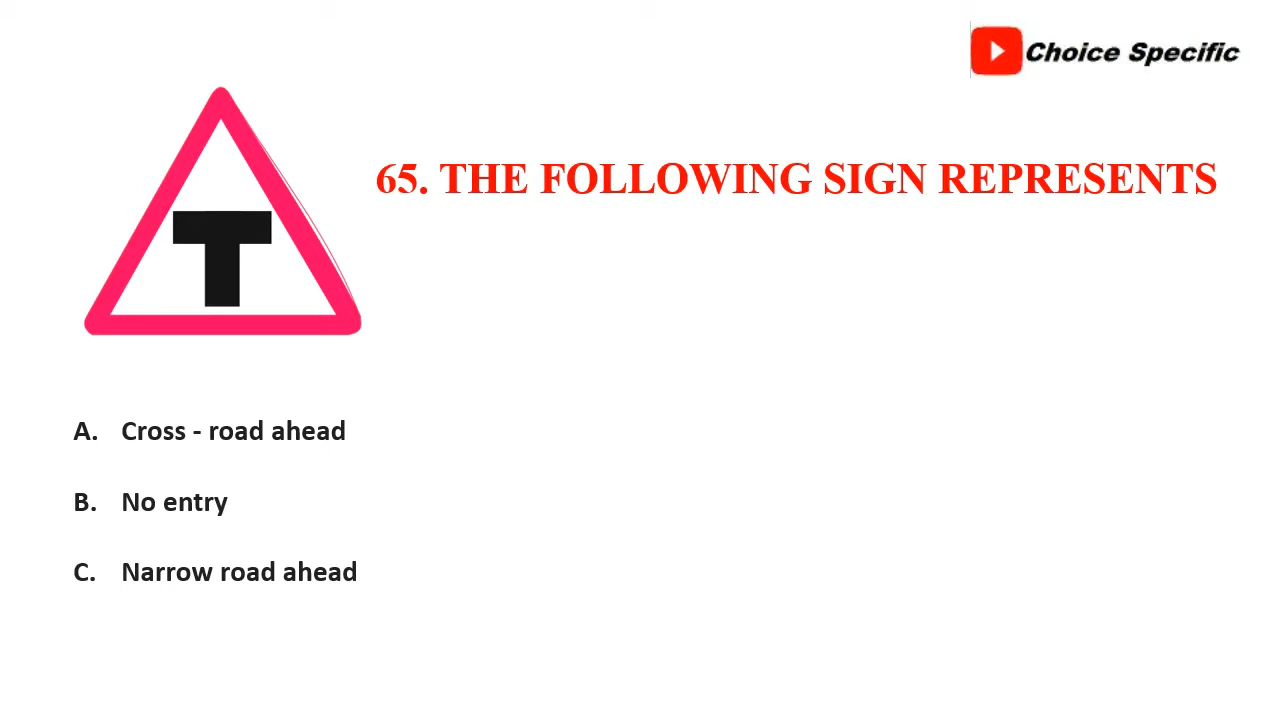 Choice Specific
65. THE FOLLOWING SIGN REPRESENTS
T
A. Cross - road ahead
B. No entry
C. Narrow road ahead